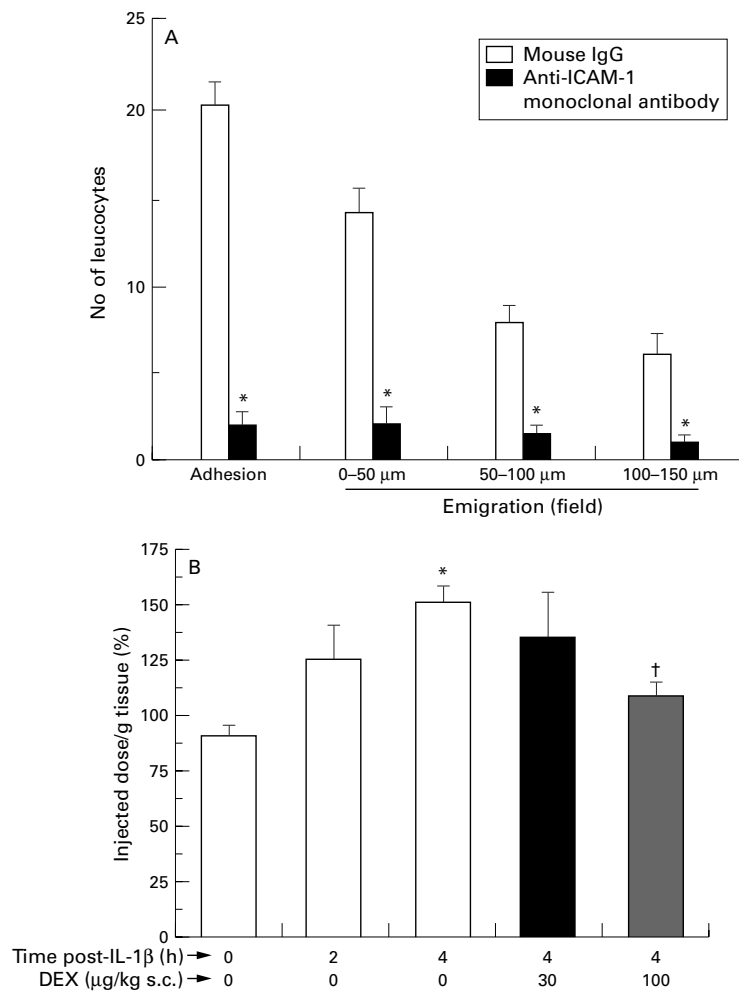 25
A
Mouse IgG
Anti-ICAM-1
monoclonal antibody
20
No of leucocytes
10
*
*
*
*
0
Adhesion
0–50 μm
50–100 μm
100–150 μm
Emigration (field)
175
B
*
150
125
†
100
Injected dose/g tissue (%)
75
50
25
0
Time post-IL-1β (h) → 0 2 4 4 4
DEX (μg/kg s.c.) → 0 0 0 30 100